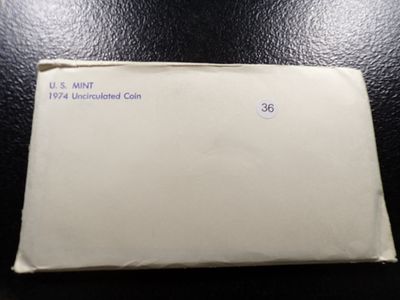 U. S. MINT
1974 Uncirculated Coin
36